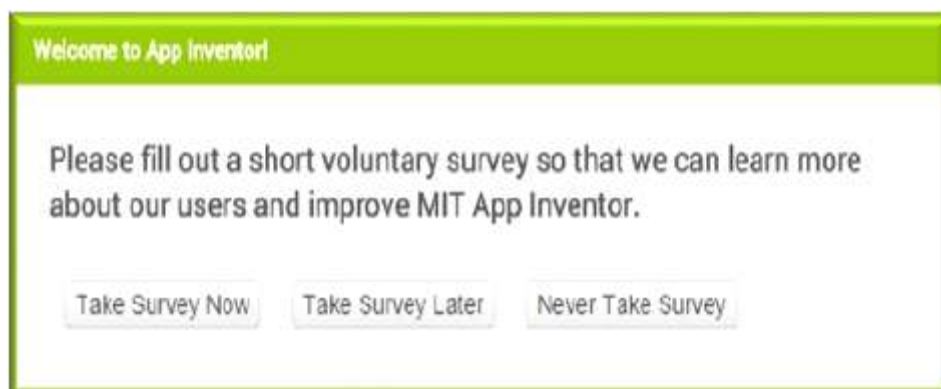 Welcome to App Inventor!
Please fill out a short voluntary survey so that we can learn more
about our users and improve MIT App Inventor.
Take Survey Now Take Survey Later Never Take Survey